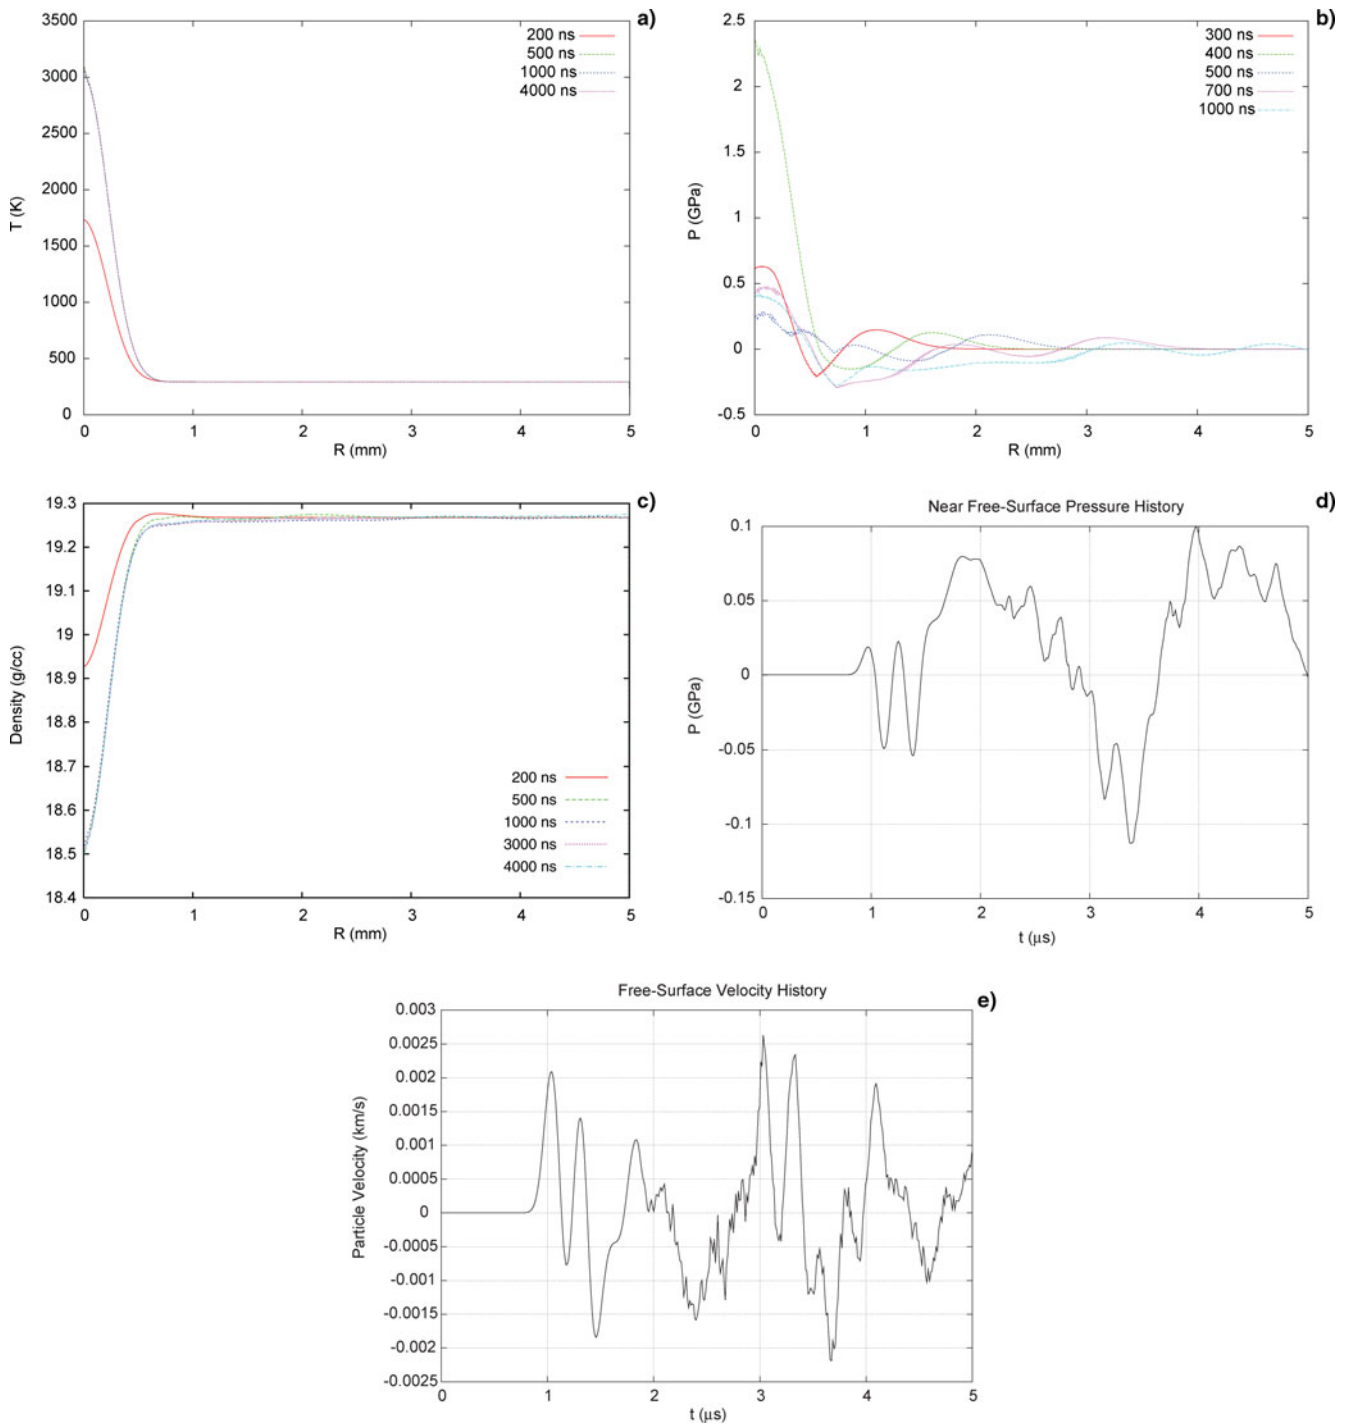 a)
3500
3000
2500
2000
1500
1000
500
0
T (K)
200 ns
500 ns
1000 ns
4000 ns
0 1 2 3 4 5
R (mm)
b)
2.5
2
1.5
1
0.5
0
-0.5
P (GPa)
300 ns
400 ns
500 ns
700 ns
1000 ns
0 1 2 3 4 5
R (mm)
c)
19.3
19.2
19.1
19
18.9
18.8
18.7
18.6
18.5
18.4
Density (g/cc)
200 ns
500 ns
1000 ns
3000 ns
4000 ns
0 1 2 3 4 5
R (mm)
Near Free-Surface Pressure History
d)
0.1
0.05
0
-0.05
-0.1
-0.15
P (GPa)
0 1 2 3 4 5
t (μs)
Free-Surface Velocity History
e)
0.003
0.0025
0.002
0.0015
0.001
0.0005
0
-0.0005
-0.001
-0.0015
-0.002
-0.0025
Particle Velocity (km/s)
0 1 2 3 4 5
t (μs)